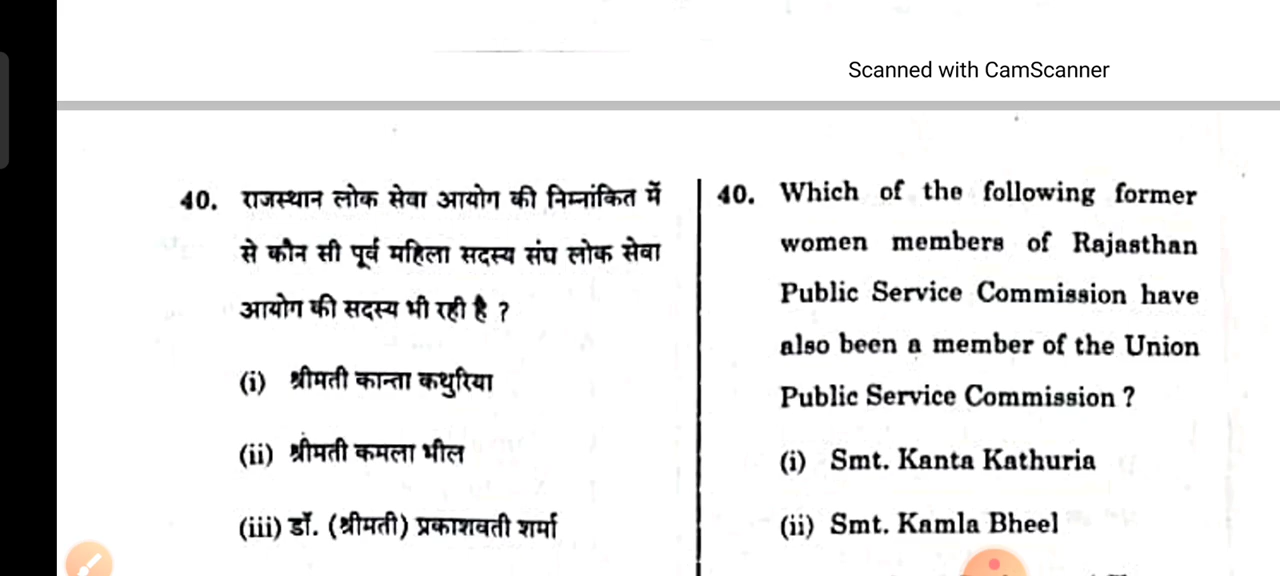 Scanned with CamScanner
40. राजस्थान लोक सेवा आयोग की निम्नांकित में
से कौन सी पूर्व महिला सदस्य संघ लोक सेवा
आयोग की सदस्य भी रही है ?
(i) श्रीमती कान्ता कथुरिया
(ii) श्रीमती कमला भील
(iii) डॉ. (श्रीमती) प्रकाशवती शर्मा
40. Which of the following former
women members of Rajasthan
Public Service Commission have
also been a member of the Union
Public Service Commission ?
(i) Smt. Kanta Kathuria
(ii) Smt. Kamla Bheel